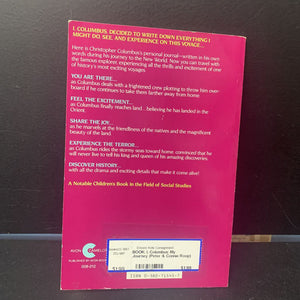 I, COLUMBUS, DECIDED TO WRITE DOWN EVERYTHING I
MIGHT DO, SEE, AND EXPERIENCE ON THIS VOYAGE...
Here is Christopher Columbus's personal journal—written in his own
words during his journey to the New World. Now you can travel with
the famous explorer, experiencing all the thrills and excitement of one
of history's most exciting voyages.
YOU ARE THERE...
as Columbus deals with a frightened crew plotting to throw him over-
board if he continues to take them farther away from home.
FEEL THE EXCITEMENT...
as Columbus finally reaches land ... believing he has landed in the
Orient
SHARE THE JOY...
as he marvels at the friendliness of the natives and the magnificent
beauty of the land.
EXPERIENCE THE TERROR...
as Columbus rides the stormy seas toward home, convinced that he
will never live to tell his king and queen of his amazing discoveries.
DISCOVER HISTORY...
with all the drama and exciting details that make it come alive!
A Notable Children's Book in the Field of Social Studies
AVON
CAMELOT
BOOK: I, Columbus: My
Journey (Peter & Connie Roop)
$1.99